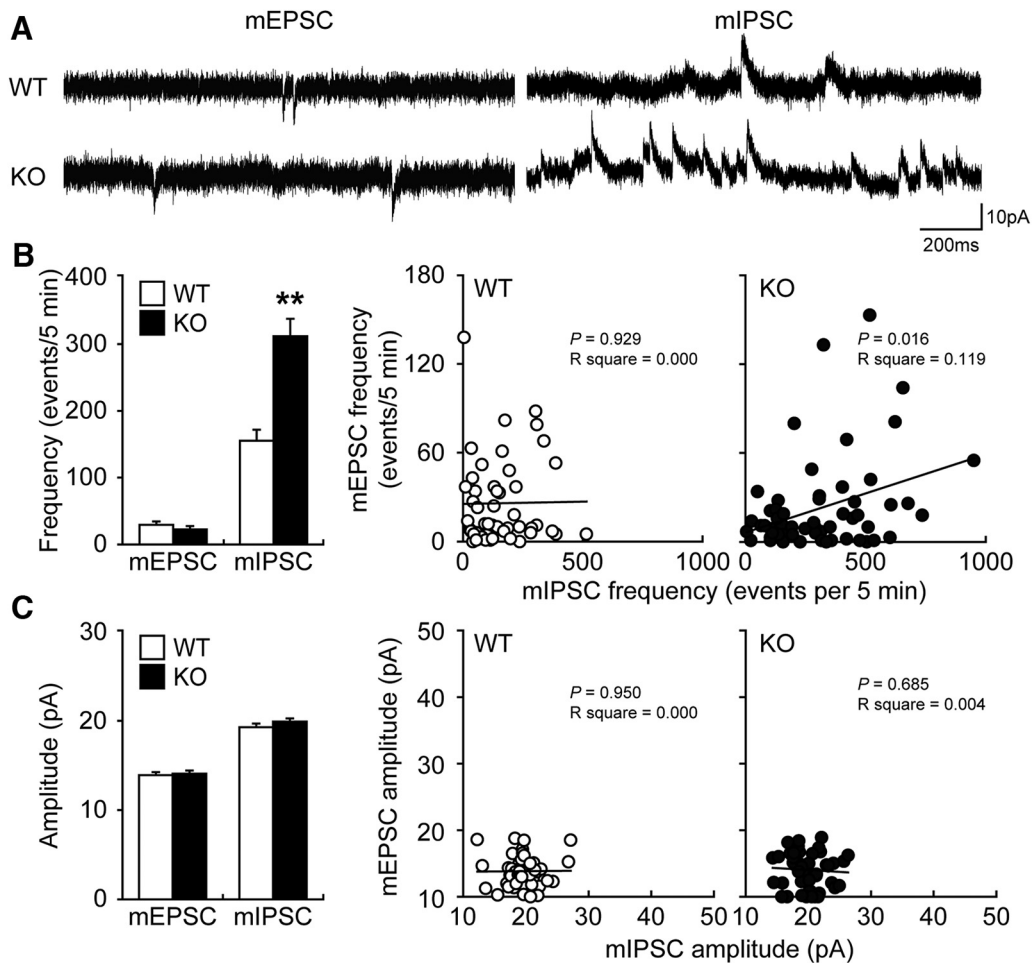 A
mEPSC
mIPSC
WT
KO
10pA
200ms
B
Frequency (events/5 min)
400
300
200
100
0
WT
KO
**
mEPSC
mIPSC
mEPSC frequency
(events/5 min)
180
120
60
0
WT
P = 0.929
R square = 0.000
0
500
1000
KO
P = 0.016
R square = 0.119
0
500
1000
mIPSC frequency (events per 5 min)
C
Amplitude (pA)
30
20
10
0
WT
KO
mEPSC
mIPSC
mEPSC amplitude (pA)
50
40
30
20
10
WT
P = 0.950
R square = 0.000
10
20
30
40
50
KO
P = 0.685
R square = 0.004
10
20
30
40
50
mIPSC amplitude (pA)